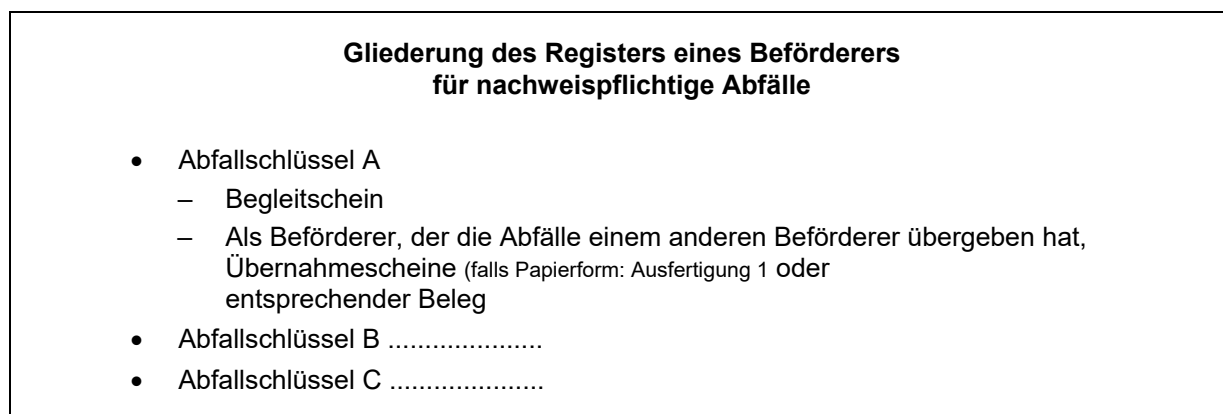 Gliederung des Registers eines Beförderers
für nachweispflichtige Abfälle
• Abfallschlüssel A
– Begleitschein
– Als Beförderer, der die Abfälle einem anderen Beförderer übergeben hat,
Übernahmescheine (falls Papierform: Ausfertigung 1 oder
entsprechender Beleg
• Abfallschlüssel B .....................
• Abfallschlüssel C .....................